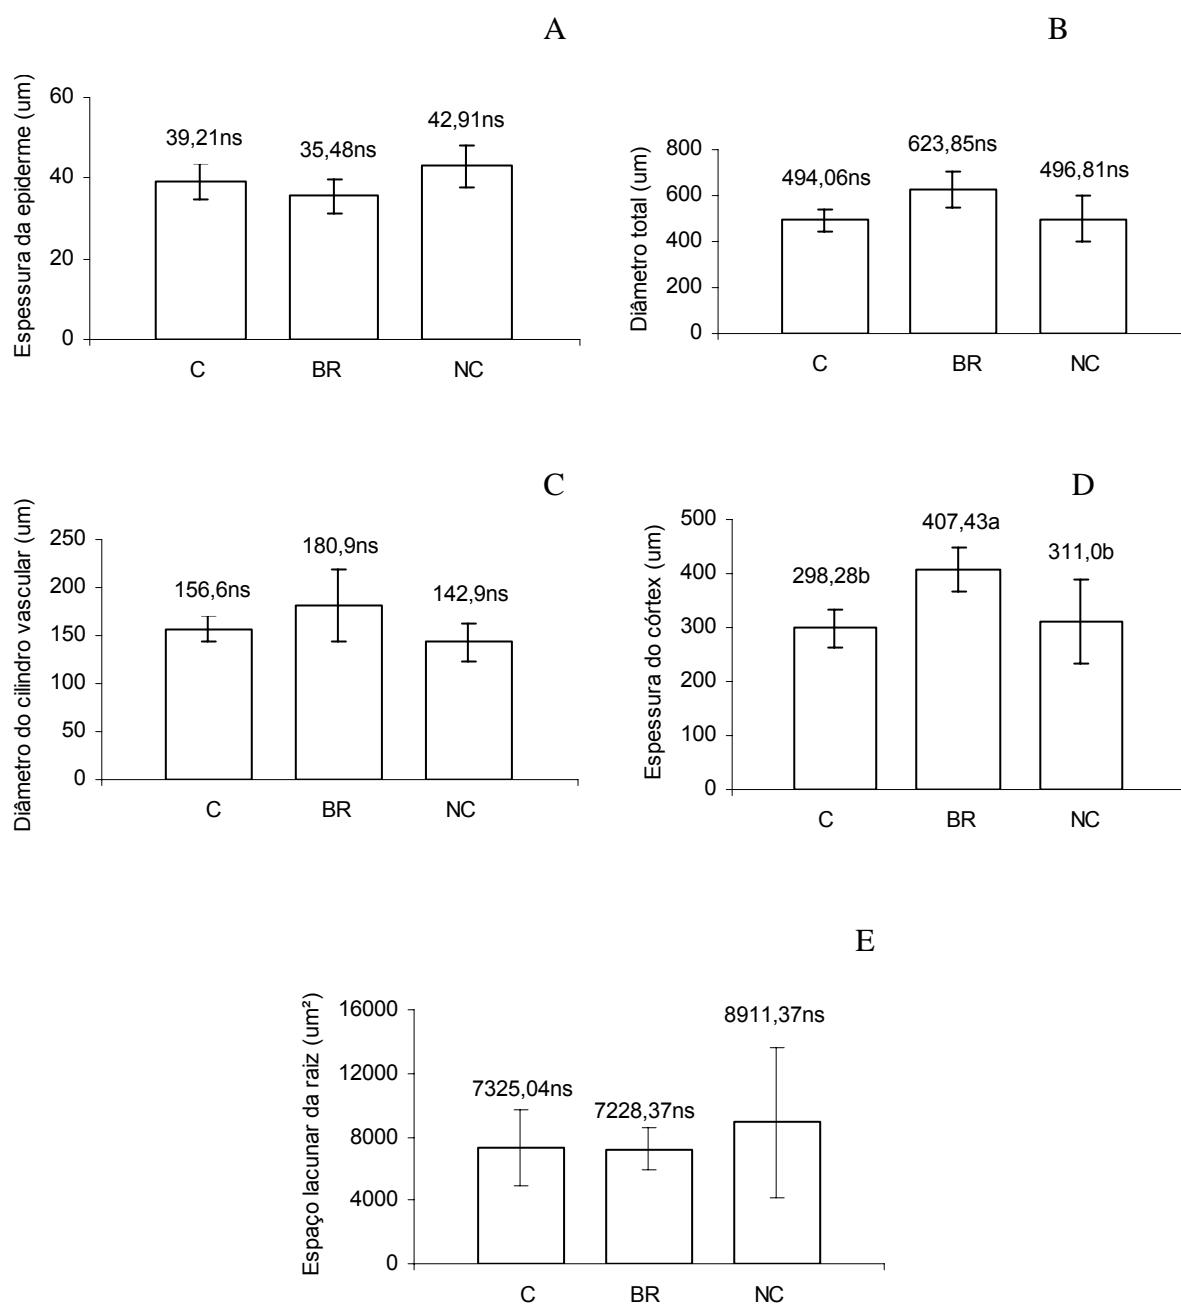 A
Espessura da epiderme (um)
60
40
20
0
39,21ns
35,48ns
42,91ns
C BR NC
B
Diâmetro total (um)
800
600
400
200
0
494,06ns
623,85ns
496,81ns
C BR NC
C
Diâmetro do cilindro vascular (um)
250
200
150
100
50
0
156,6ns
180,9ns
142,9ns
C BR NC
D
Espessura do córtex (um)
500
400
300
200
100
0
298,28b
407,43a
311,0b
C BR NC
E
Espaço lacunar da raiz (um²)
16000
12000
8000
4000
0
7325,04ns
7228,37ns
8911,37ns
C BR NC